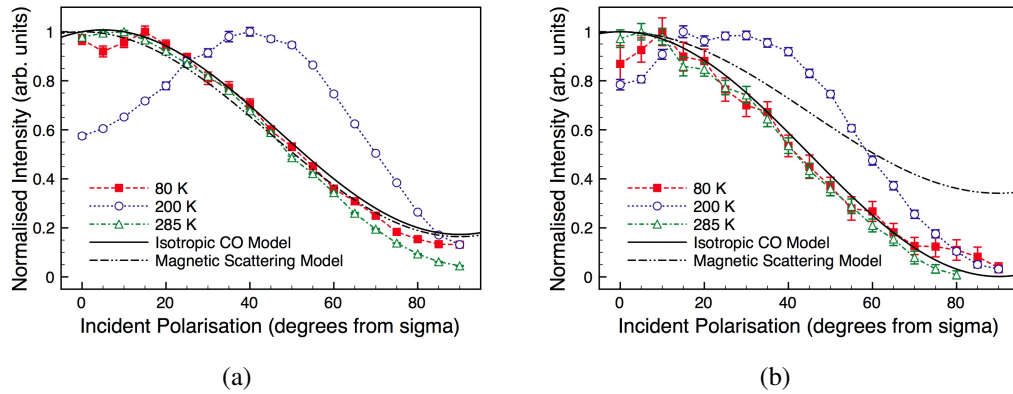 Normalised Intensity (arb. units)
1
0.8
0.6
0.4
0.2
0
80 K
200 K
285 K
Isotropic CO Model
Magnetic Scattering Model
0
20
40
60
80
Incident Polarisation (degrees from sigma)
(a)
Normalised Intensity (arb. units)
1
0.8
0.6
0.4
0.2
0
80 K
200 K
285 K
Isotropic CO Model
Magnetic Scattering Model
0
20
40
60
80
Incident Polarisation (degrees from sigma)
(b)